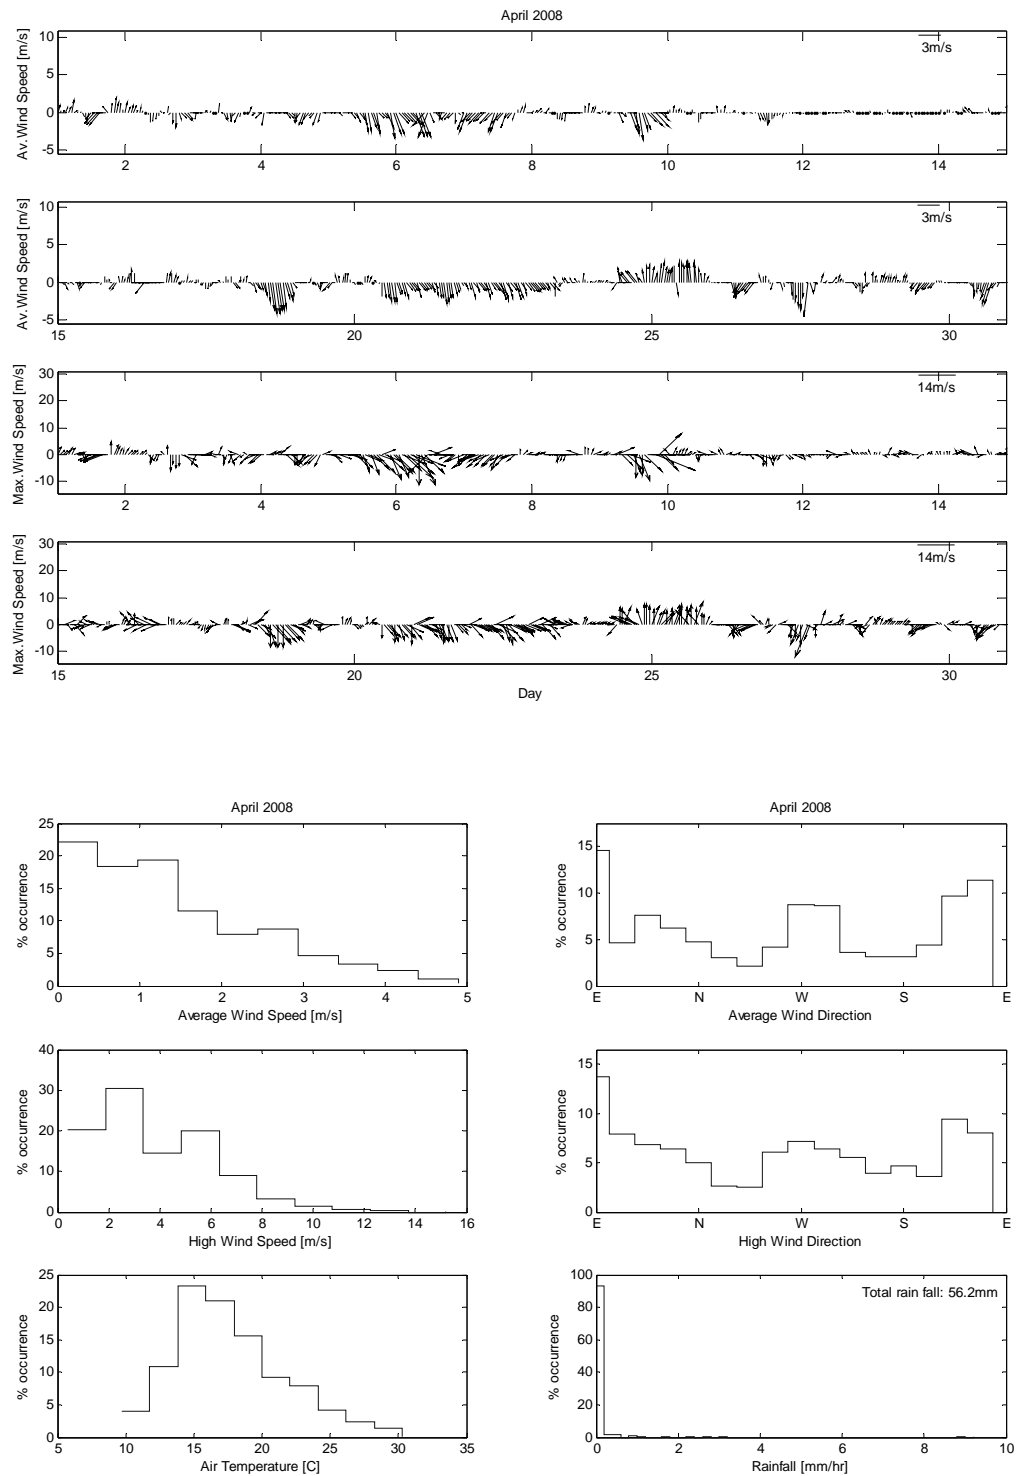 April 2008
Av.Wind Speed [m/s]
10
5
0
-5
3m/s
2 4 6 8 10 12 14
Av.Wind Speed [m/s]
10
5
0
-5
3m/s
15 20 25 30
Max.Wind Speed [m/s]
30
20
10
0
-10
14m/s
2 4 6 8 10 12 14
Max.Wind Speed [m/s]
30
20
10
0
-10
14m/s
15 20 25 30
Day
April 2008
% occurrence
25
20
15
10
5
0
0 1 2 3 4 5
Average Wind Speed [m/s]
April 2008
% occurrence
15
10
5
0
E N W S E
Average Wind Direction
% occurrence
40
30
20
10
0
0 2 4 6 8 10 12 14 16
High Wind Speed [m/s]
% occurrence
15
10
5
0
E N W S E
High Wind Direction
% occurrence
25
20
15
10
5
0
5 10 15 20 25 30 35
Air Temperature [C]
% occurrence
100
80
60
40
20
0
Total rain fall: 56.2mm
0 2 4 6 8 10
Rainfall [mm/hr]